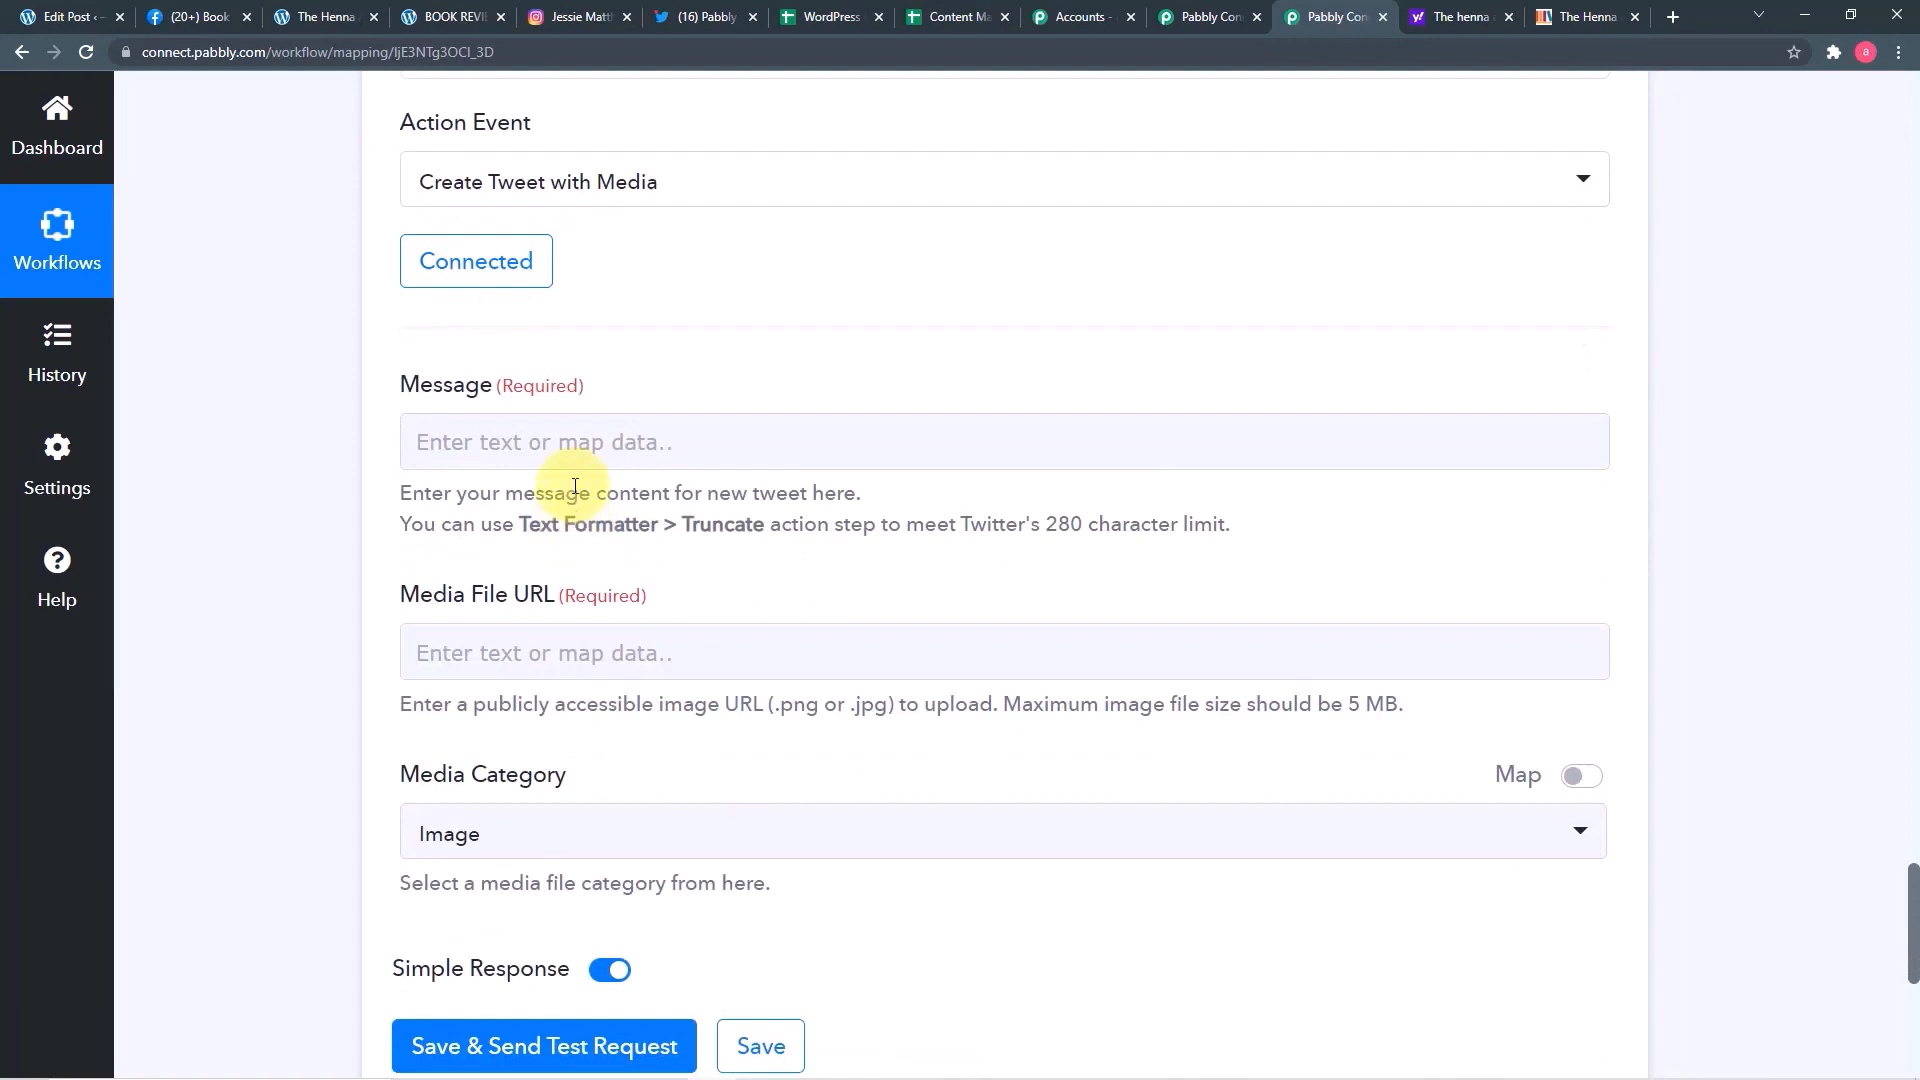 Edit Post ‹
(20+) Book
The Henna
BOOK REVI
Jessie Matt
(16) Pabbly
WordPress
Content Ma
Accounts -
Pabbly Con
Pabbly Con
The henna
The Henna
connect.pabbly.com/workflow/mapping/IjE3NTg3OCI_3D
a
Dashboard
Workflows
History
Settings
Help
Action Event
Create Tweet with Media
Connected
Message (Required)
Enter text or map data..
Enter your message content for new tweet here.
You can use Text Formatter > Truncate action step to meet Twitter's 280 character limit.
Media File URL (Required)
Enter text or map data..
Enter a publicly accessible image URL (.png or .jpg) to upload. Maximum image file size should be 5 MB.
Media Category
Map
Image
Select a media file category from here.
Simple Response
Save & Send Test Request
Save